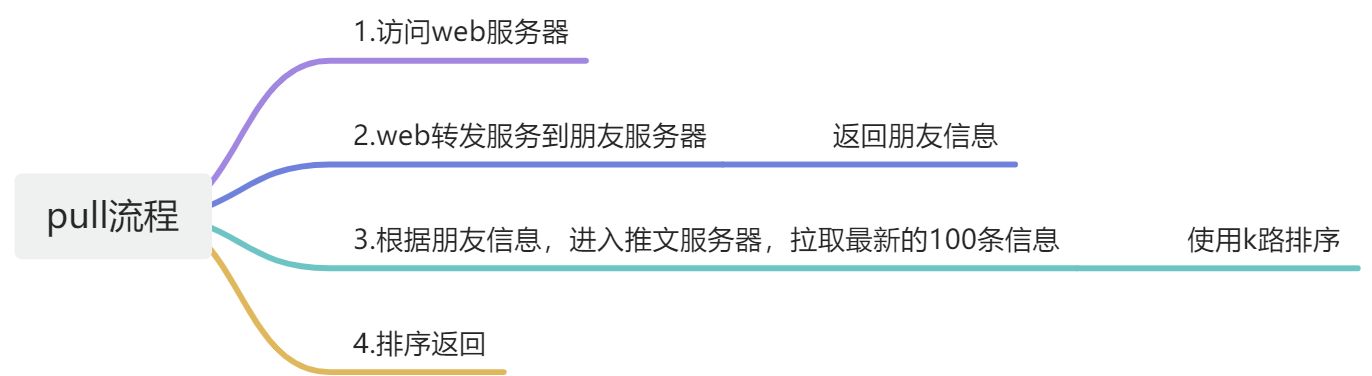 pull流程
1.访问web服务器
2.web转发服务到朋友服务器
返回朋友信息
3.根据朋友信息，进入推文服务器，拉取最新的100条信息
使用k路排序
4.排序返回